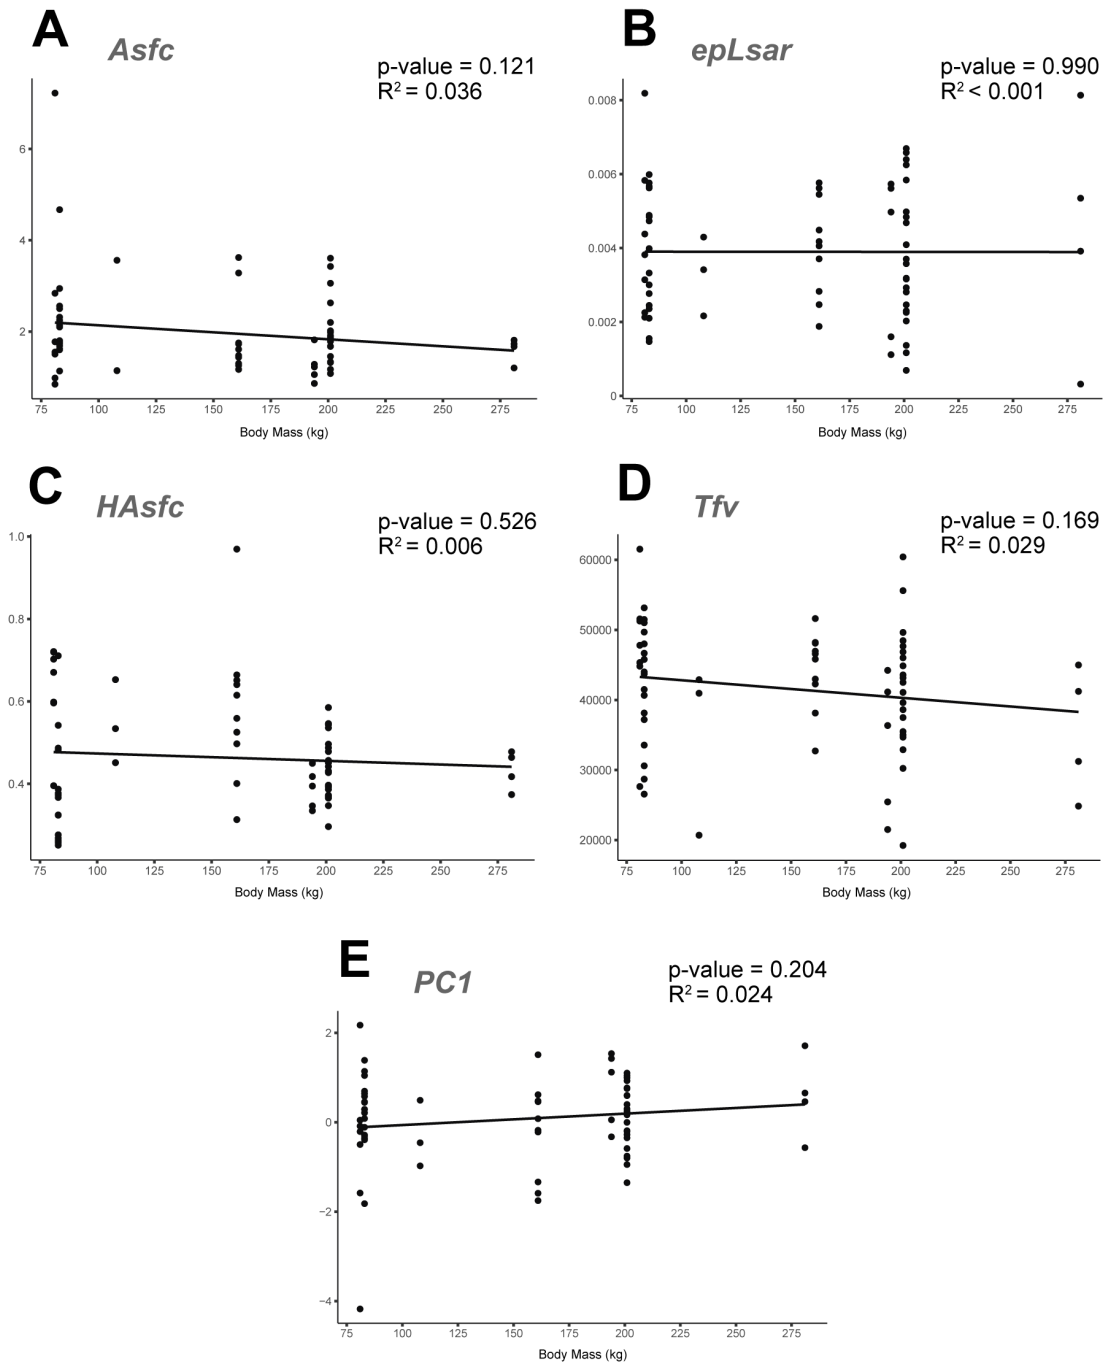 A
Asfc
p-value = 0.121
R² = 0.036
6
4
2
75 100 125 150 175 200 225 250 275
Body Mass (kg)
B
epLsar
p-value = 0.990
R² < 0.001
0.008
0.006
0.004
0.002
0
75 100 125 150 175 200 225 250 275
Body Mass (kg)
C
HAsfc
p-value = 0.526
R² = 0.006
1.0
0.8
0.6
0.4
75 100 125 150 175 200 225 250 275
Body Mass (kg)
D
Tfv
p-value = 0.169
R² = 0.029
60000
50000
40000
30000
20000
75 100 125 150 175 200 225 250 275
Body Mass (kg)
E
PC1
p-value = 0.204
R² = 0.024
2
0
−2
−4
75 100 125 150 175 200 225 250 275
Body Mass (kg)